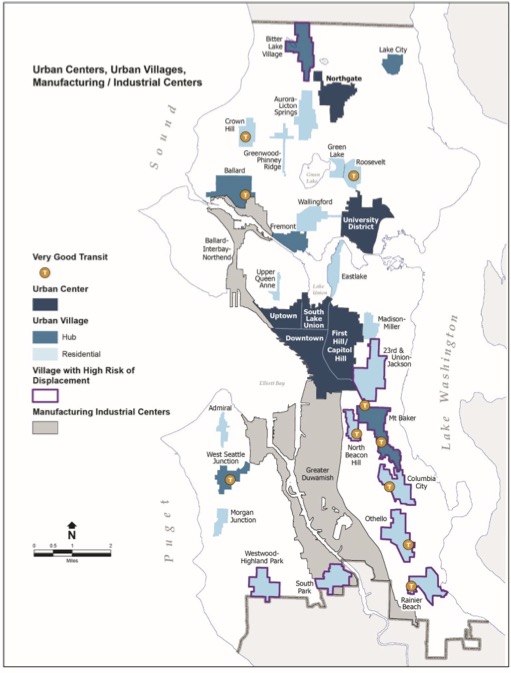 Urban Centers, Urban Villages,
Manufacturing / Industrial Centers
Bitter
Lake
Village
Lake City
Northgate
Aurora-
Licton
Springs
Crown
Hill
T
Greenwood-
Phinney
Ridge
Green
Lake
Roosevelt
T
Green
Lake
Sound
Ballard
T
Wallingford
University
District
Fremont
Ballard-
Interbay-
Northend
Very Good Transit
T
Urban Center
Urban Village
Hub
Residential
Village with High Risk of
Displacement
Manufacturing Industrial Centers
Upper
Queen
Anne
Lake
Union
Eastlake
Uptown
South
Lake
Union
Downtown
First
Hill/
Capitol
Hill
Madison-
Miller
23rd &
Union-
Jackson
Lake Washington
Elliott Bay
T
Mt Baker
T
Admiral
T
North
Beacon
Hill
West Seattle
Junction
T
Greater
Duwamish
T
Columbia
City
Morgan
Junction
Othello
T
Puget
N
0 0.5 1 2
Miles
Westwood-
Highland Park
South
Park
T
Rainier
Beach